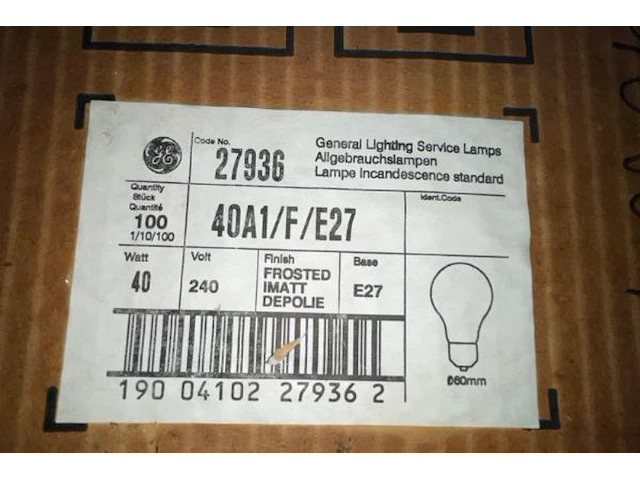 GE
Code No.
27936
General Lighting Service Lamps
Allgebrauchslampen
Lampe Incandescence standard
Quantity
Stück
Quantité
100
1/10/100
40A1/F/E27
Ident.Code
Watt
40
Volt
240
Finish
FROSTED
IMATT
DEPOLIE
Base
E27
190 04102 27936 2
Ø60mm